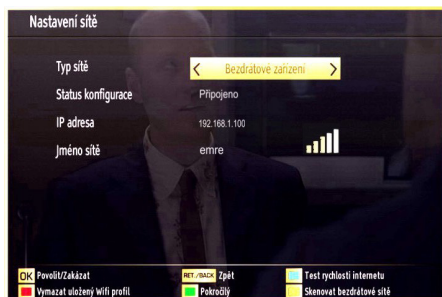 Nastavení sítě
Typ sítě
Bezdrátové zařízení
Status konfigurace Připojeno
IP adresa 192.168.1.100
Jméno sítě emre
OK Povolit/Zakázat RET./BACK Zpět Test rychlosti internetu
Vymazat uložený Wifi profil Pokročilý Skenovat bezdrátové sítě